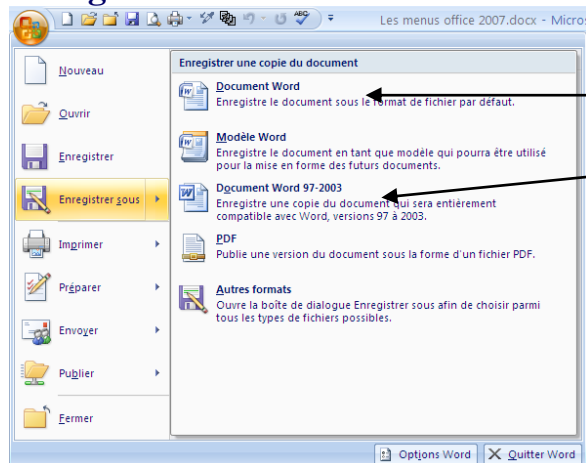 Les menus office 2007.docx - Micros
Enregistrer une copie du document
Nouveau
Ouvrir
Enregistrer
Enregistrer sous
Imprimer
Préparer
Envoyer
Publier
Fermer
Document Word
Enregistre le document sous le format de fichier par défaut.
Modèle Word
Enregistre le document en tant que modèle qui pourra être utilisé
pour la mise en forme des futurs documents.
Document Word 97-2003
Enregistre une copie du document qui sera entièrement
compatible avec Word, versions 97 à 2003.
PDF
Publie une version du document sous la forme d'un fichier PDF.
Autres formats
Ouvre la boîte de dialogue Enregistrer sous afin de choisir parmi
tous les types de fichiers possibles.
Options Word
Quitter Word